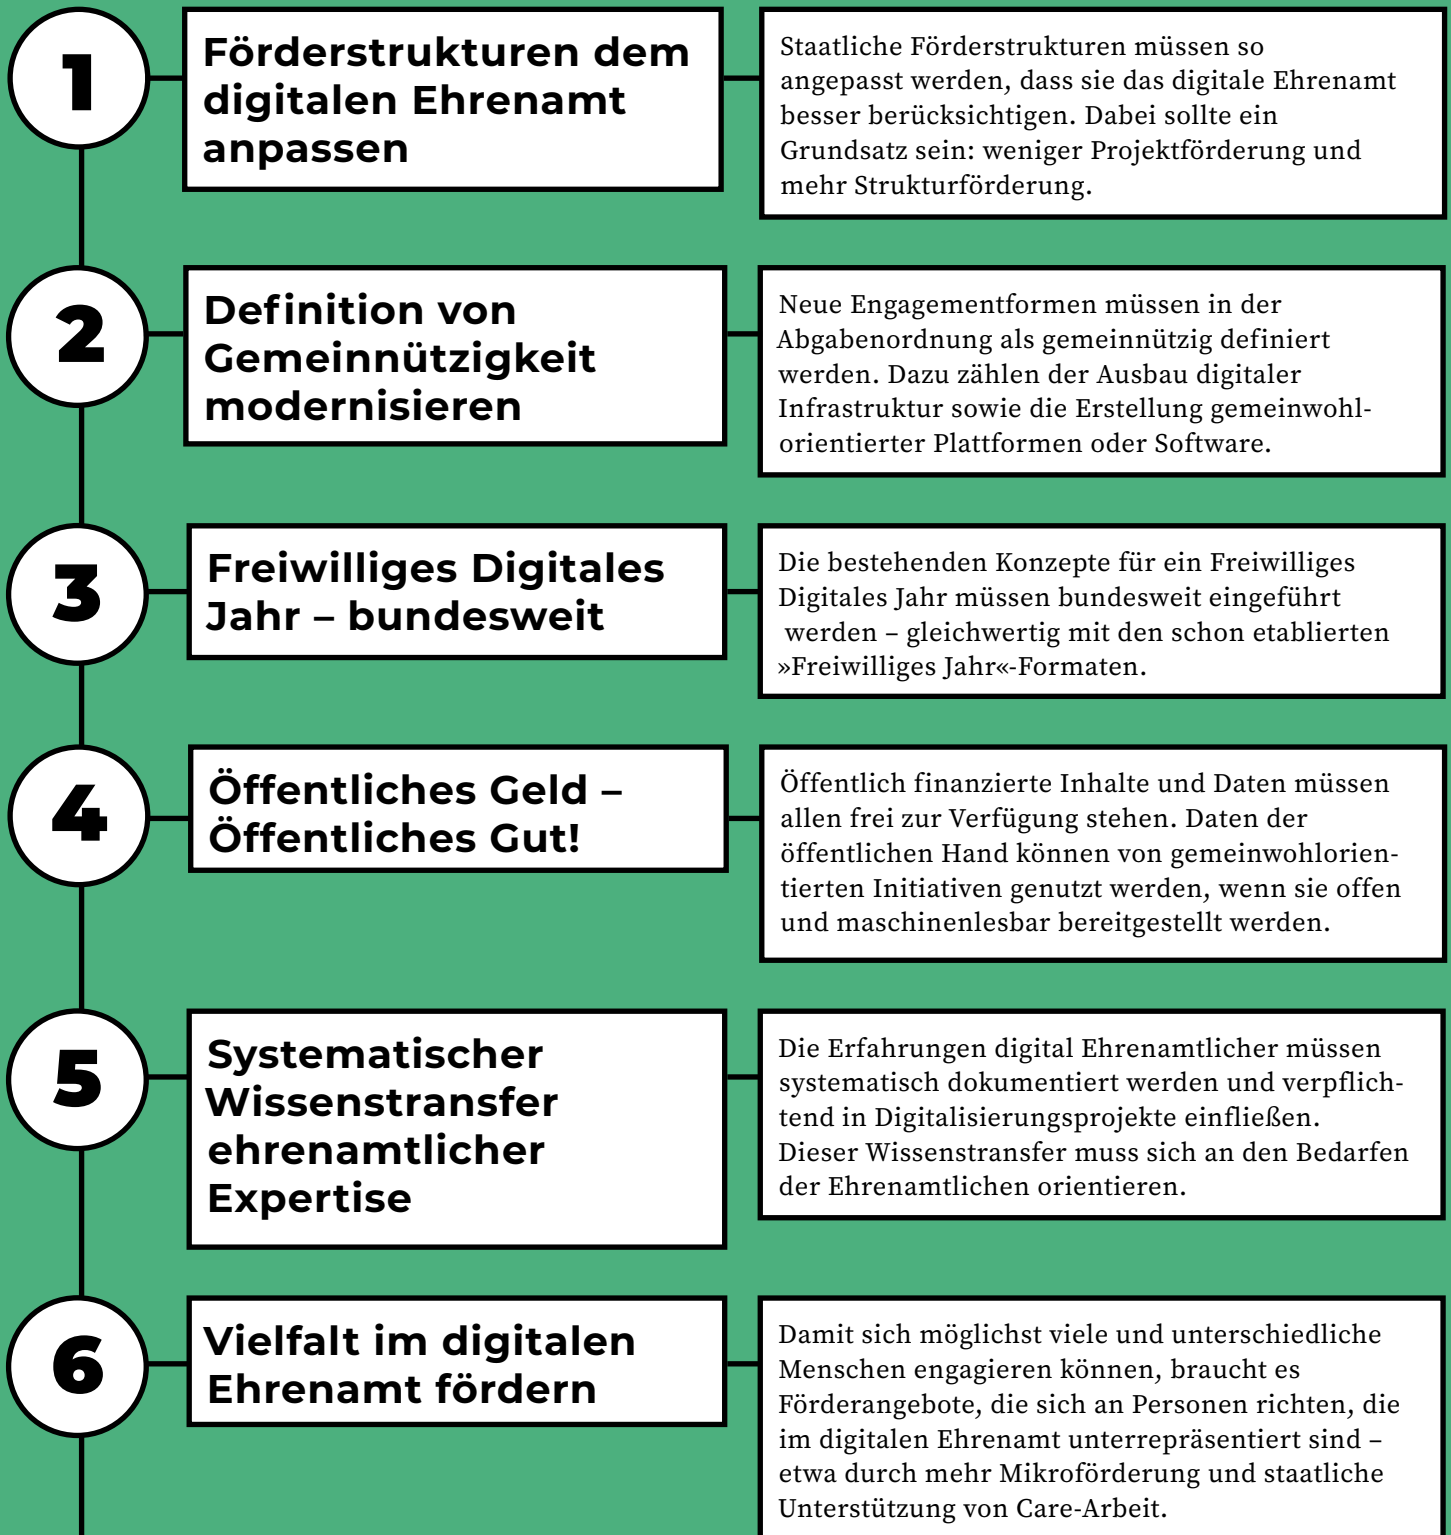 1
Förderstrukturen dem
digitalen Ehrenamt
anpassen
Staatliche Förderstrukturen müssen so
angepasst werden, dass sie das digitale Ehrenamt
besser berücksichtigen. Dabei sollte ein
Grundsatz sein: weniger Projektförderung und
mehr Strukturförderung.
2
Definition von
Gemeinnützigkeit
modernisieren
Neue Engagementformen müssen in der
Abgabenordnung als gemeinnützig definiert
werden. Dazu zählen der Ausbau digitaler
Infrastruktur sowie die Erstellung gemeinwohl-
orientierter Plattformen oder Software.
3
Freiwilliges Digitales
Jahr – bundesweit
Die bestehenden Konzepte für ein Freiwilliges
Digitales Jahr müssen bundesweit eingeführt
werden – gleichwertig mit den schon etablierten
»Freiwilliges Jahr«-Formaten.
4
Öffentliches Geld –
Öffentliches Gut!
Öffentlich finanzierte Inhalte und Daten müssen
allen frei zur Verfügung stehen. Daten der
öffentlichen Hand können von gemeinwohlorien-
tierten Initiativen genutzt werden, wenn sie offen
und maschinenlesbar bereitgestellt werden.
5
Systematischer
Wissenstransfer
ehrenamtlicher
Expertise
Die Erfahrungen digital Ehrenamtlicher müssen
systematisch dokumentiert werden und verpflich-
tend in Digitalisierungsprojekte einfließen.
Dieser Wissenstransfer muss sich an den Bedarfen
der Ehrenamtlichen orientieren.
6
Vielfalt im digitalen
Ehrenamt fördern
Damit sich möglichst viele und unterschiedliche
Menschen engagieren können, braucht es
Förderangebote, die sich an Personen richten, die
im digitalen Ehrenamt unterrepräsentiert sind –
etwa durch mehr Mikroförderung und staatliche
Unterstützung von Care-Arbeit.